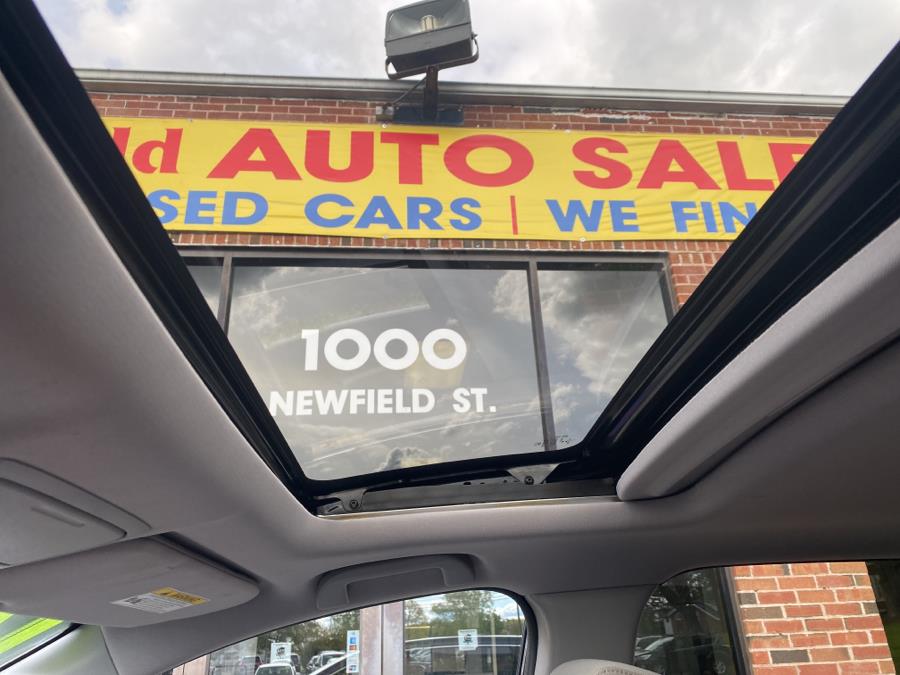 ld AUTO SALE
SED CARS | WE FIN
1000
NEWFIELD ST.